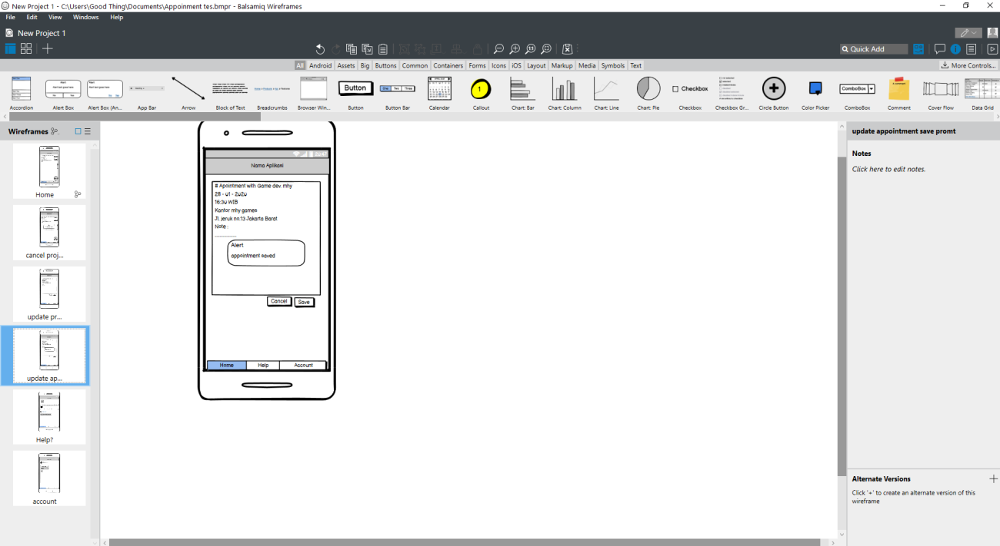 New Project 1 - C:\Users\Good Thing\Documents\Appoinment tes.bmpr - Balsamiq Wireframes
File Edit View Windows Help
New Project 1
Quick Add
All Android Assets Big Buttons Common Containers Forms Icons iOS Layout Markup Media Symbols Text
More Controls...
Button
1
Checkbox
ComboBox
Accordion Alert Box Alert Box (An... App Bar Arrow Block of Text Breadcrumbs Browser Win... Button Button Bar Calendar Callout Chart: Bar Chart: Column Chart: Line Chart: Pie Checkbox Checkbox Gr... Circle Button Color Picker ComboBox Comment Cover Flow Data Grid
Wireframes
Home
cancel proj...
update pr...
update ap...
Help?
account
Nama Aplikasi
# Apointment with Game dev. mhy
28 - 01 - 2020
16:30 WIB
Kantor mhy games
Jl. jeruk no.13 Jakarta Barat
Note :
Alert
appointment saved
Cancel Save
Home Help Account
update appointment save promt
Notes
Click here to edit notes.
Alternate Versions
Click '+' to create an alternate version of this
wireframe